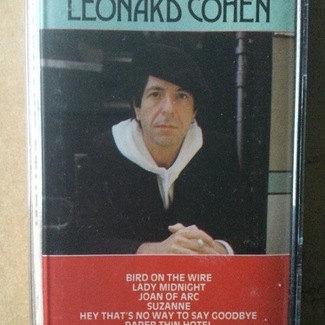 LEONARD COHEN
BIRD ON THE WIRE
LADY MIDNIGHT
JOAN OF ARC
SUZANNE
HEY THAT'S NO WAY TO SAY GOODBYE
PAPER THIN HOTEL